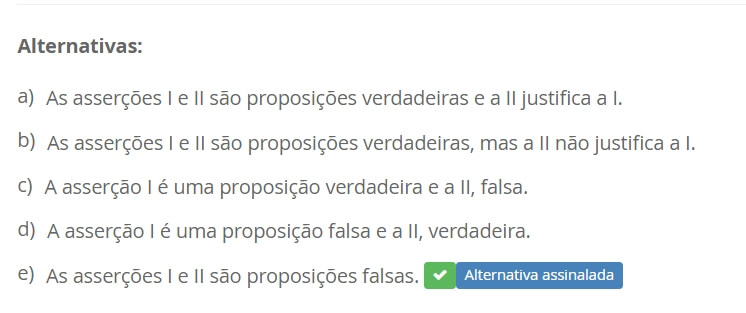 Alternativas:
a) As asserções I e II são proposições verdadeiras e a II justifica a I.
b) As asserções I e II são proposições verdadeiras, mas a II não justifica a I.
c) A asserção I é uma proposição verdadeira e a II, falsa.
d) A asserção I é uma proposição falsa e a II, verdadeira.
e) As asserções I e II são proposições falsas. Alternativa assinalada